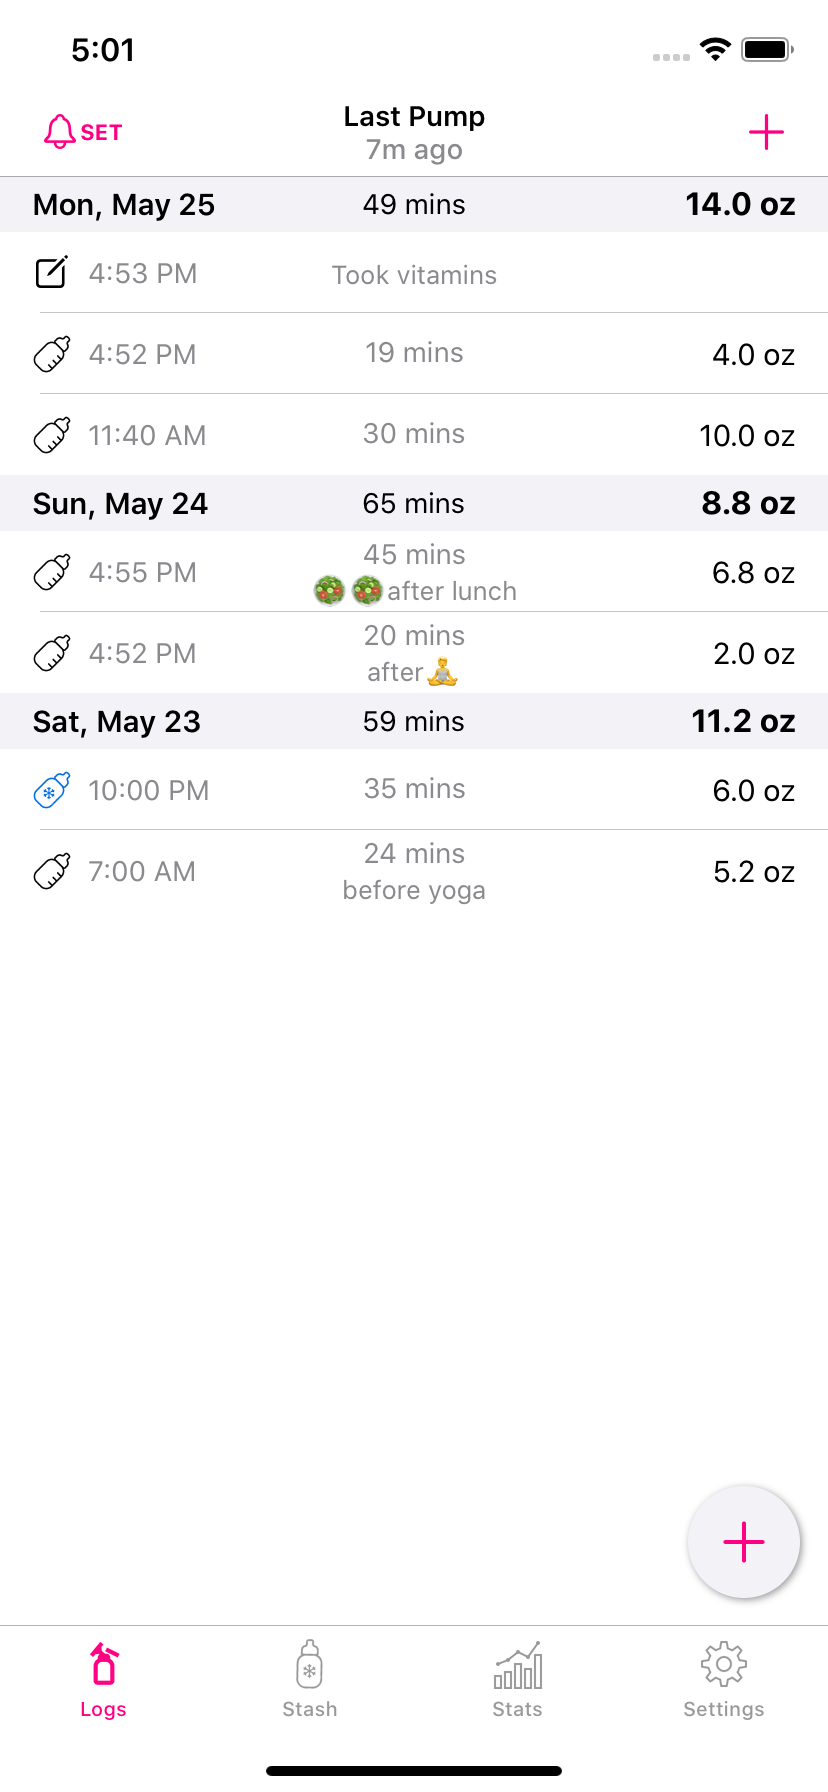 5:01
SET
Last Pump
7m ago
Mon, May 25 49 mins 14.0 oz
4:53 PM Took vitamins
4:52 PM 19 mins 4.0 oz
11:40 AM 30 mins 10.0 oz
Sun, May 24 65 mins 8.8 oz
4:55 PM 45 mins 6.8 oz
🥗🥗after lunch
4:52 PM 20 mins 2.0 oz
after🧘
Sat, May 23 59 mins 11.2 oz
10:00 PM 35 mins 6.0 oz
7:00 AM 24 mins 5.2 oz
before yoga
Logs Stash Stats Settings